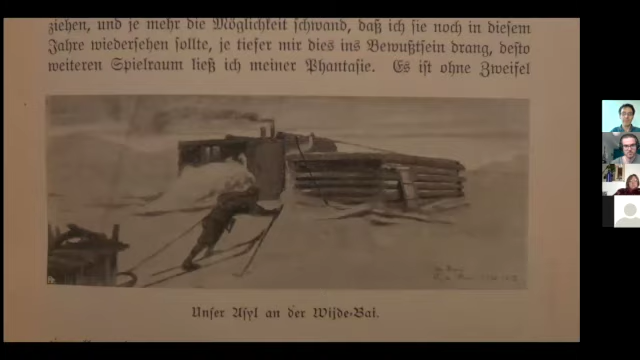 ziehen, und je mehr die Möglichkeit schwand, daß ich sie noch in diesem
Jahre wiedersehen sollte, je tiefer mir dies ins Bewußtsein drang, desto
weiteren Spielraum ließ ich meiner Phantasie. Es ist ohne Zweifel
Unser Asyl an der Wijde-Bai.